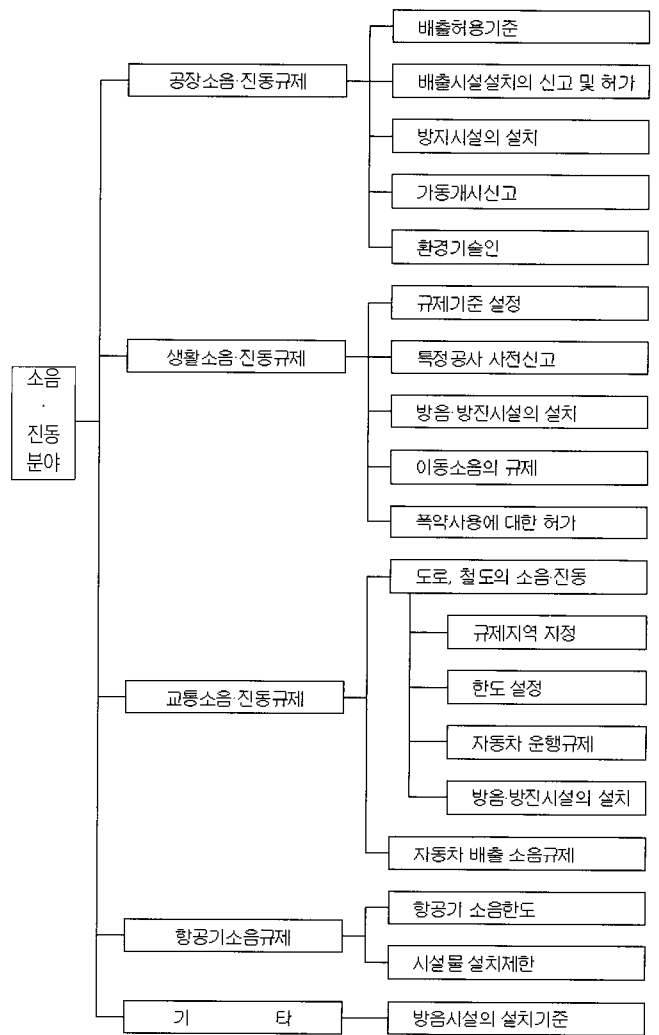 소음
·
진동
분야
공장소음·진동규제
배출허용기준
배출시설설치의 신고 및 허가
방지시설의 설치
가동개시신고
환경기술인
생활소음·진동규제
규제기준 설정
특정공사 사전신고
방음·방진시설의 설치
이동소음의 규제
폭약사용에 대한 허가
교통소음·진동규제
도로, 철도의 소음·진동
규제지역 지정
한도 설정
자동차 운행규제
방음·방진시설의 설치
자동차 배출 소음규제
항공기소음규제
항공기 소음한도
시설물 설치제한
기 타
방음시설의 설치기준